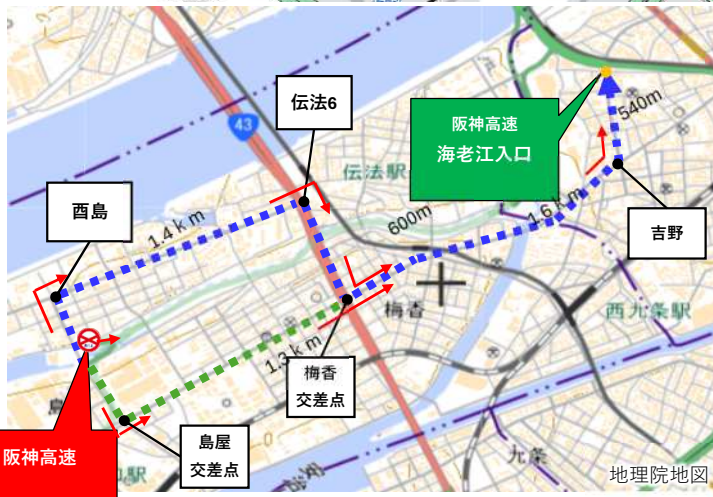 伝法6
43
阪神高速
海老江入口
540m
伝法駅
酉島
1.4ｋｍ
600m
1.6ｋｍ
吉野
梅香
西九条駅
1.3ｋｍ
梅香
交差点
島
阪神高速
島屋
交差点
駅
九条
地理院地図